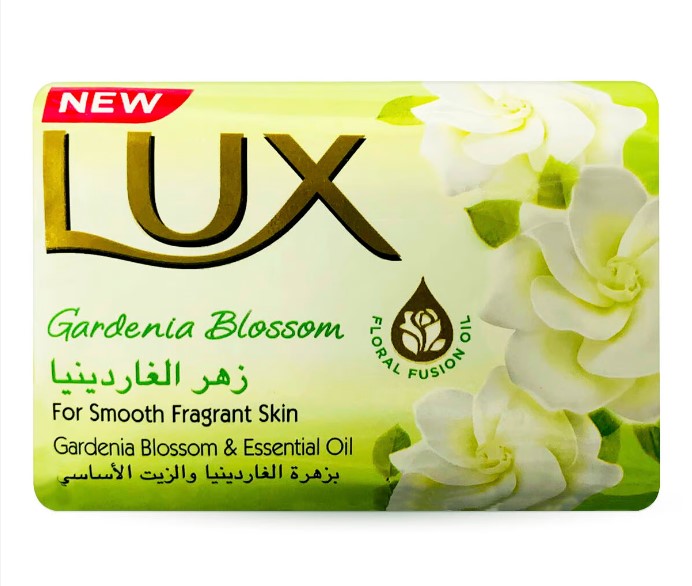 NEW
LUX
Gardenia Blossom
زهر الغاردينيا
For Smooth Fragrant Skin
Gardenia Blossom & Essential Oil
بزهرة الغاردينيا والزيت الأساسي
FLORAL FUSION OIL